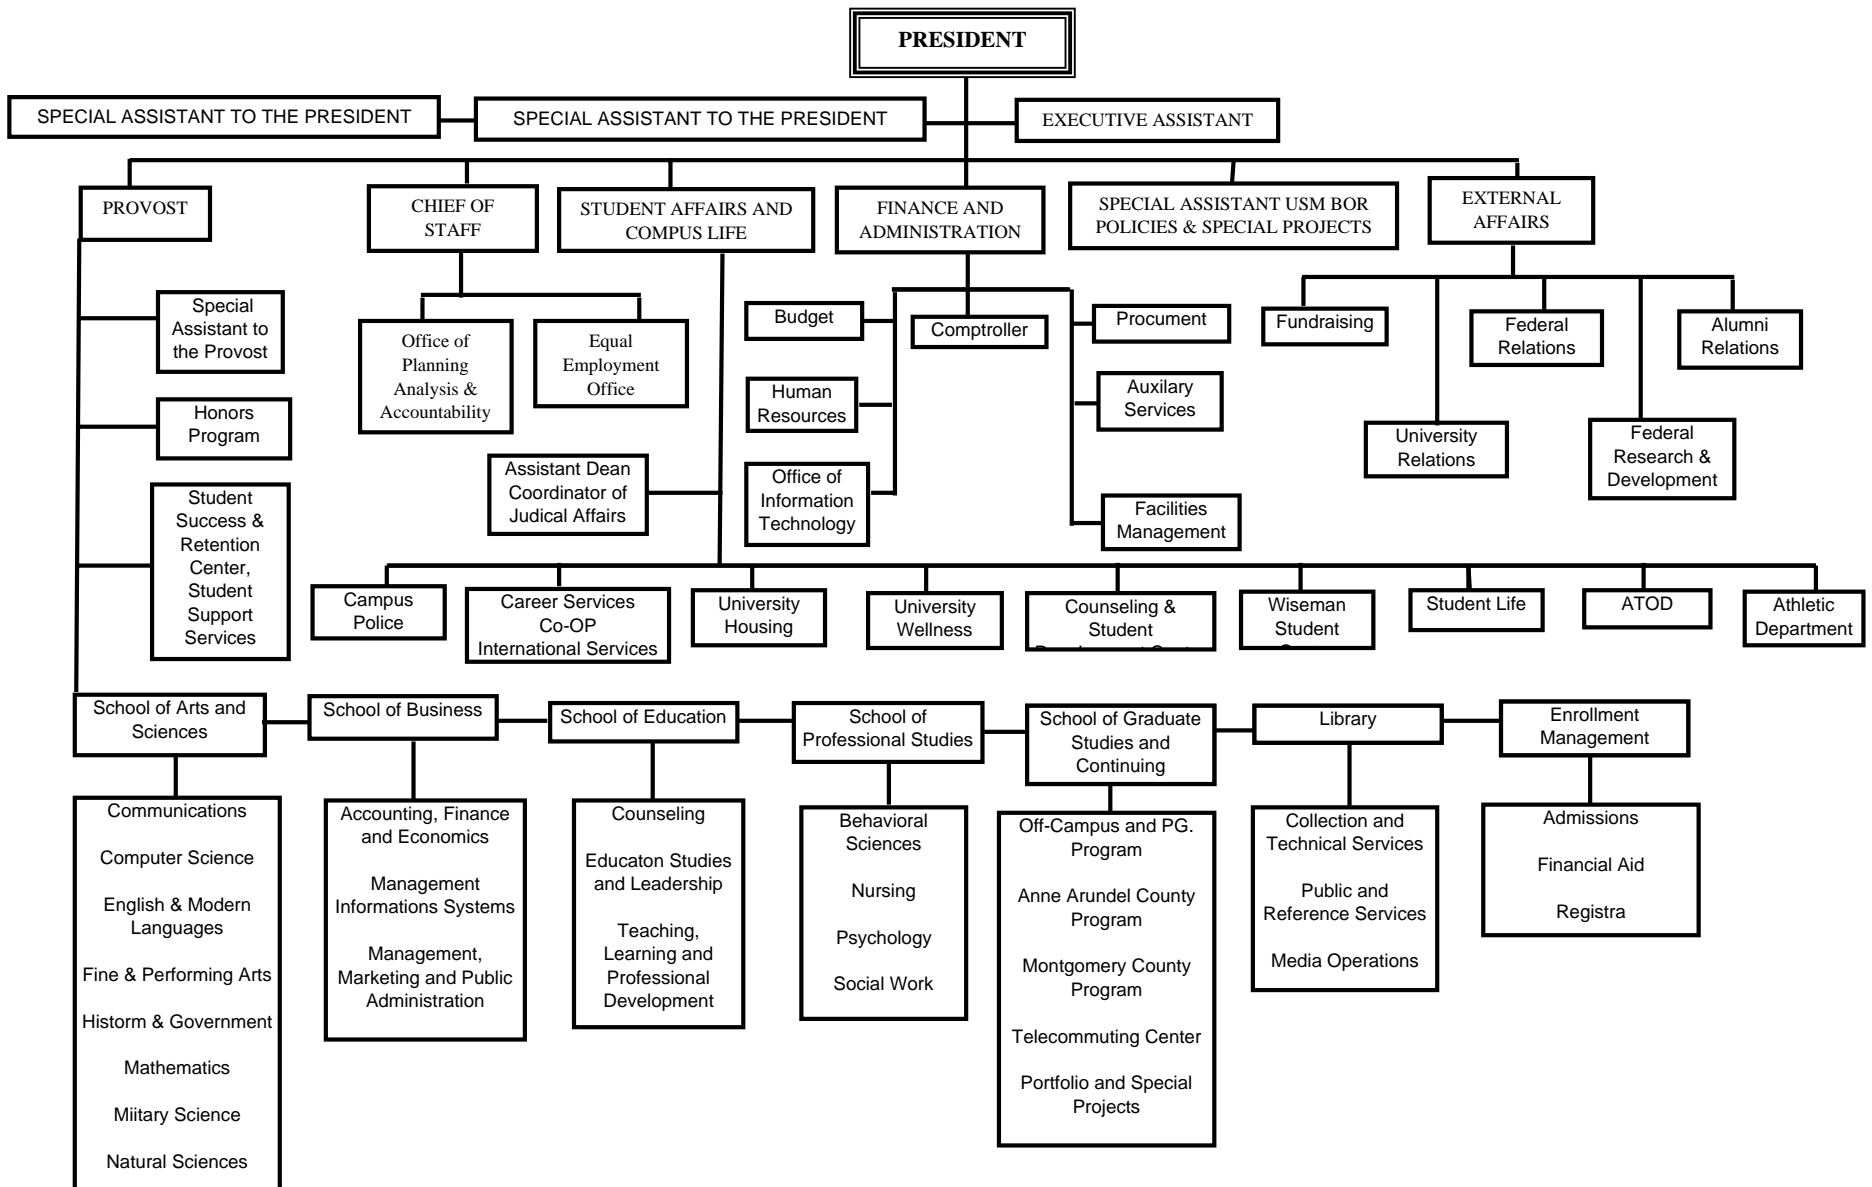 PRESIDENT
SPECIAL ASSISTANT TO THE PRESIDENT
SPECIAL ASSISTANT TO THE PRESIDENT
EXECUTIVE ASSISTANT
PROVOST
CHIEF OF
STAFF
STUDENT AFFAIRS AND
COMPUS LIFE
FINANCE AND
ADMINISTRATION
SPECIAL ASSISTANT USM BOR
POLICIES & SPECIAL PROJECTS
EXTERNAL
AFFAIRS
Special
Assistant to
the Provost
Honors
Program
Student
Success &
Retention
Center,
Student
Support
Services
Office of
Planning
Analysis &
Accountability
Equal
Employment
Office
Assistant Dean
Coordinator of
Judical Affairs
Budget
Human
Resources
Office of
Information
Technology
Comptroller
Procument
Auxilary
Services
Facilities
Management
Fundraising
University
Relations
Federal
Relations
Federal
Research &
Development
Alumni
Relations
Campus
Police
Career Services
Co-OP
International Services
University
Housing
University
Wellness
Counseling &
Student
Wiseman
Student
Student Life
ATOD
Athletic
Department
School of Arts and
Sciences
School of Business
School of Education
School of
Professional Studies
School of Graduate
Studies and
Continuing
Library
Enrollment
Management
Communications
Computer Science
English & Modern
Languages
Fine & Performing Arts
Historm & Government
Mathematics
Miitary Science
Natural Sciences
Accounting, Finance
and Economics
Management
Informations Systems
Management,
Marketing and Public
Administration
Counseling
Educaton Studies
and Leadership
Teaching,
Learning and
Professional
Development
Behavioral
Sciences
Nursing
Psychology
Social Work
Off-Campus and PG.
Program
Anne Arundel County
Program
Montgomery County
Program
Telecommuting Center
Portfolio and Special
Projects
Collection and
Technical Services
Public and
Reference Services
Media Operations
Admissions
Financial Aid
Registra